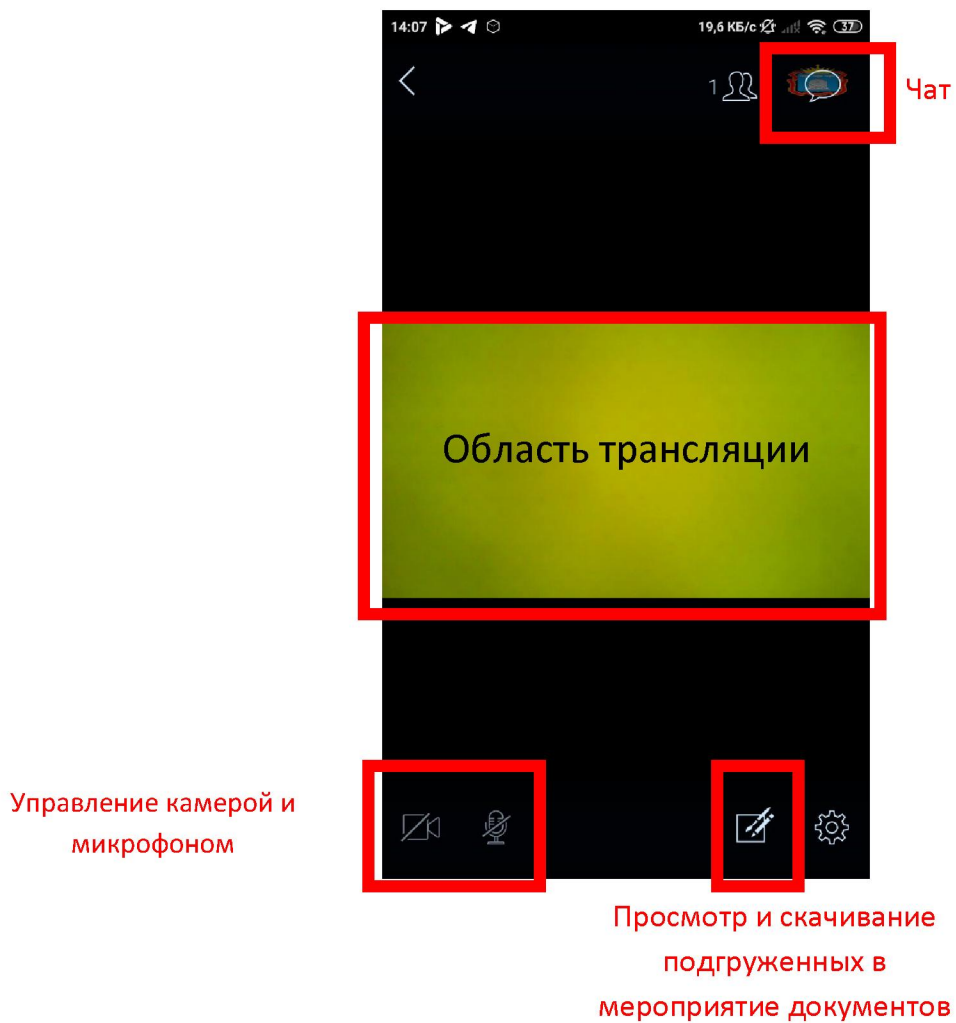 14:07 19,6 КБ/с 37
1
Чат
Область трансляции
Управление камерой и
микрофоном
Просмотр и скачивание
подгруженных в
мероприятие документов